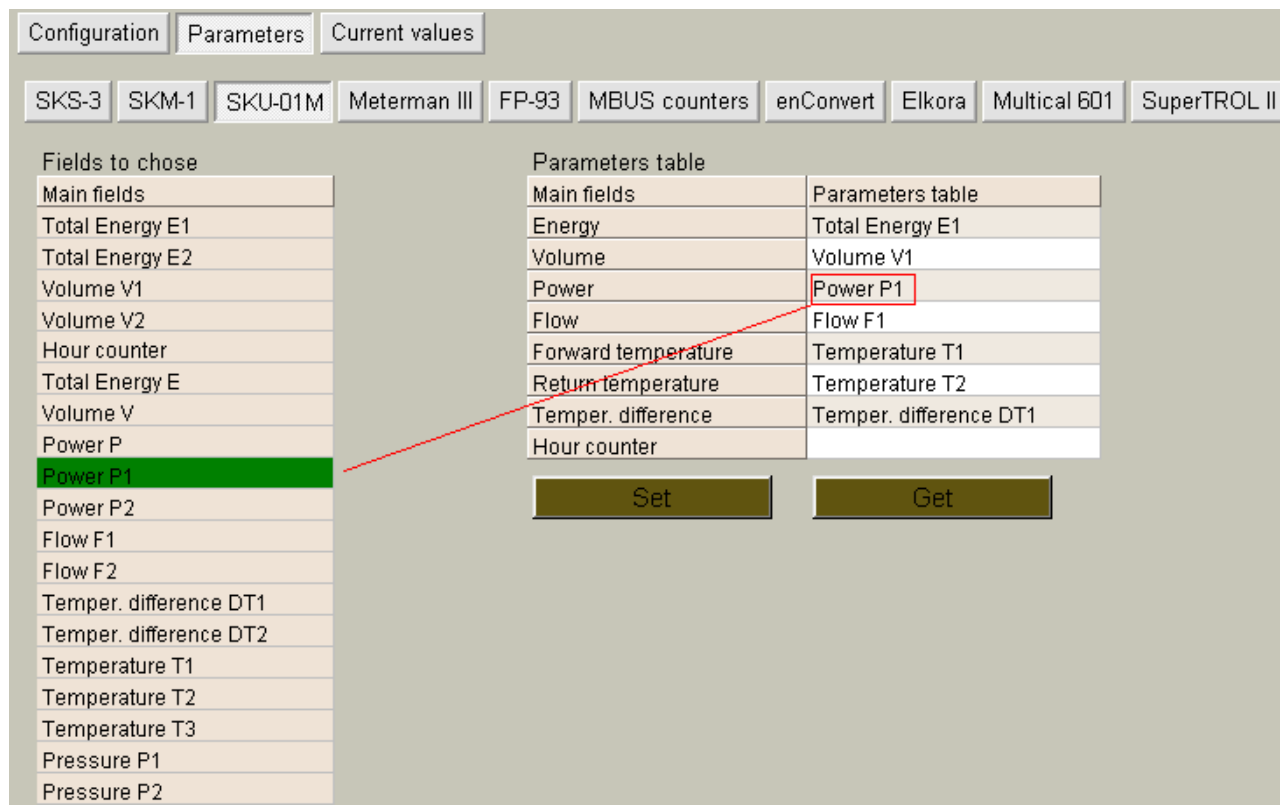 Configuration Parameters Current values
SKS-3 SKM-1 SKU-01M Meterman III FP-93 MBUS counters enConvert Elkora Multical 601 SuperTROL II
Fields to chose
Main fields
Total Energy E1
Total Energy E2
Volume V1
Volume V2
Hour counter
Total Energy E
Volume V
Power P
Power P1
Power P2
Flow F1
Flow F2
Temper. difference DT1
Temper. difference DT2
Temperature T1
Temperature T2
Temperature T3
Pressure P1
Pressure P2
Parameters table
Main fields Parameters table
Energy Total Energy E1
Volume Volume V1
Power Power P1
Flow Flow F1
Forward temperature Temperature T1
Return temperature Temperature T2
Temper. difference Temper. difference DT1
Hour counter
Set Get